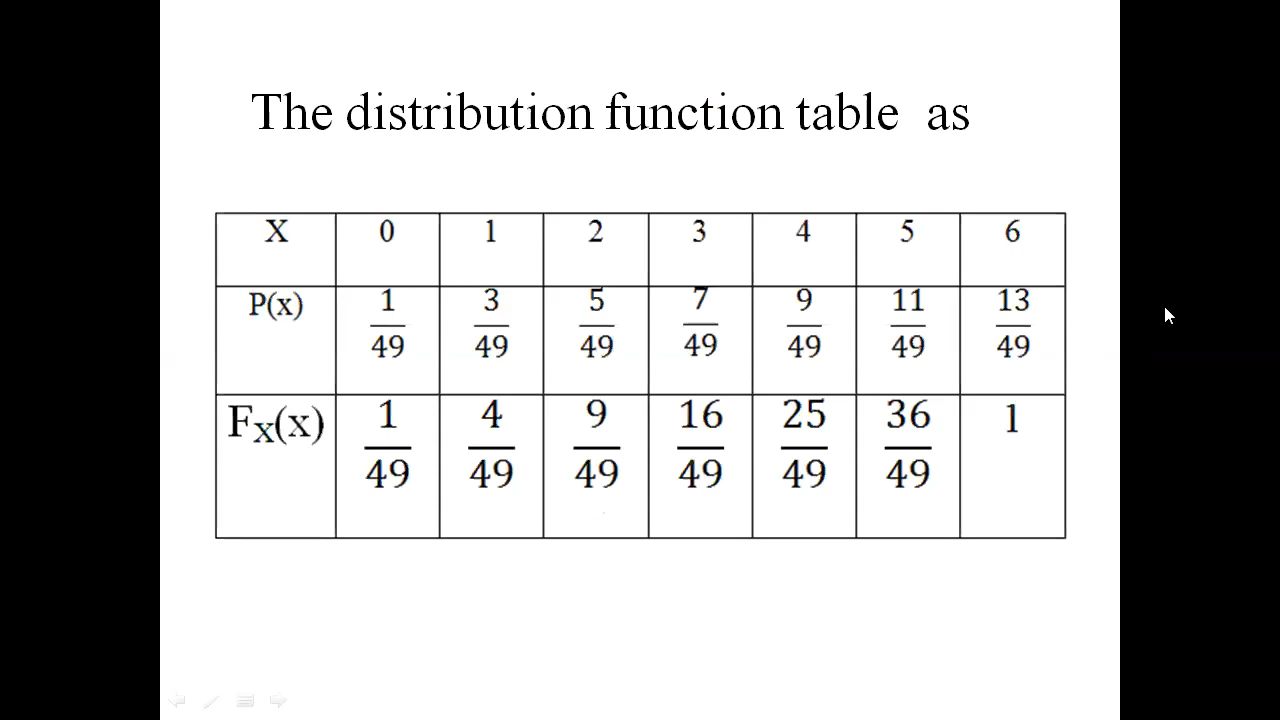 The distribution function table as
X 0 1 2 3 4 5 6
P(x) 1/49 3/49 5/49 7/49 9/49 11/49 13/49
F_X(x) 1/49 4/49 9/49 16/49 25/49 36/49 1